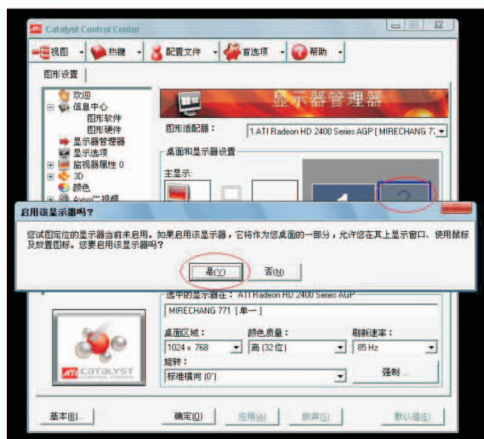 Catalyst Control Center
视图 热键 配置文件 首选项 帮助
图形设置
欢迎
信息中心
图形软件
图形硬件
显示器管理器
显示选项
监视器属性 0
3D
颜色
Avivo™ 视频
显示器管理器
图形适配器：
1.ATI Radeon HD 2400 Series AGP [ MIRECHANG 7
桌面和显示器设置
主显示:
1 2
启用该显示器吗?
您试图定位的显示器当前未启用。如果启用该显示器，它将作为您桌面的一部分，允许您在其上显示窗口、使用鼠标
及放置图标。您要启用该显示器吗?
是(Y) 否(N)
选中的显示器在： ATI Radeon HD 2400 Series AGP
MIRECHANG 771 [ 单一 ]
桌面区域： 颜色质量： 刷新速率：
1024 x 768 高 (32 位) 85 Hz
旋转：
标准横向 (0°) 强制...
ATI CATALYST
基本(B)... 确定(O) 应用(A) 放弃(S) 默认值(E)